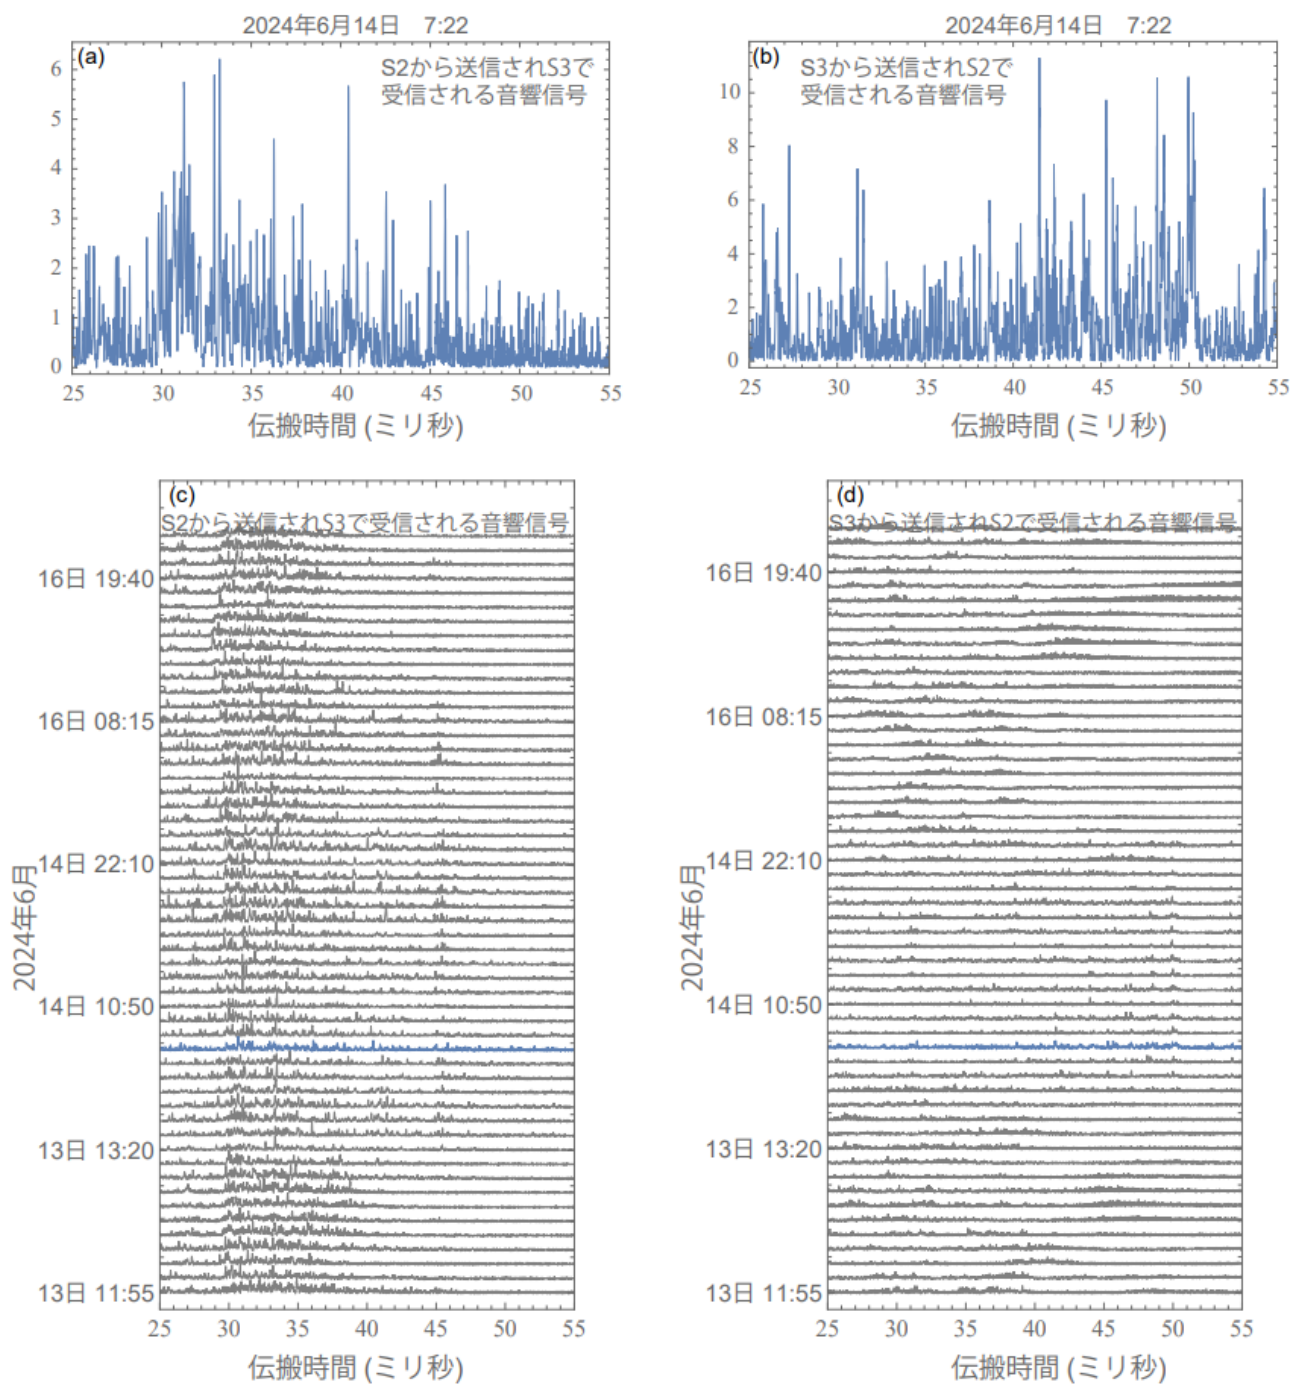 2024年6月14日 7:22
(a)
S2から送信されS3で
受信される音響信号
6
5
4
3
2
1
0
25 30 35 40 45 50 55
伝搬時間 (ミリ秒)
2024年6月14日 7:22
(b)
S3から送信されS2で
受信される音響信号
10
8
6
4
2
0
25 30 35 40 45 50 55
伝搬時間 (ミリ秒)
(c)
S2から送信されS3で受信される音響信号
16日 19:40
16日 08:15
14日 22:10
14日 10:50
13日 13:20
13日 11:55
2024年6月
25 30 35 40 45 50 55
伝搬時間 (ミリ秒)
(d)
S3から送信されS2で受信される音響信号
16日 19:40
16日 08:15
14日 22:10
14日 10:50
13日 13:20
13日 11:55
2024年6月
25 30 35 40 45 50 55
伝搬時間 (ミリ秒)